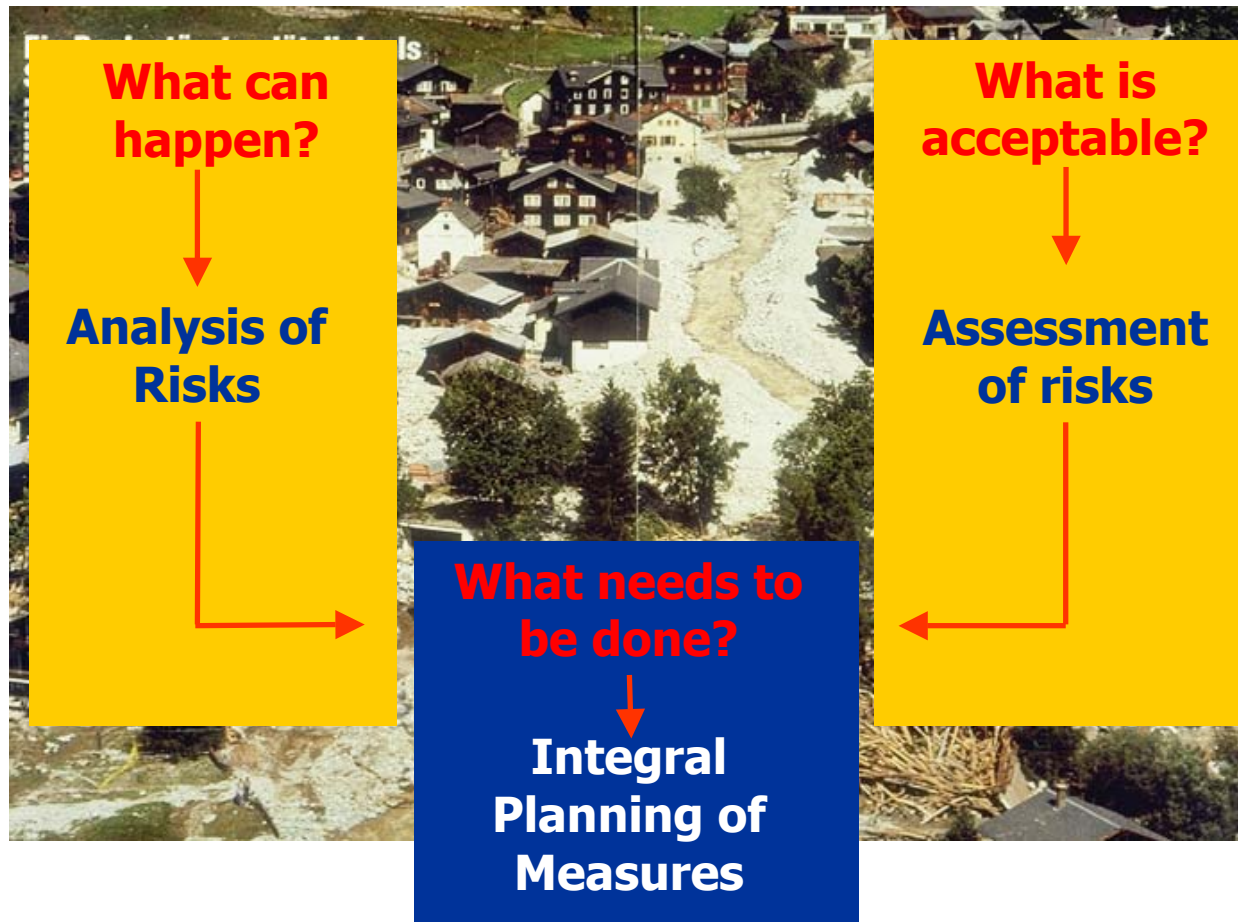 What can
happen?
Analysis of
Risks
What is
acceptable?
Assessment
of risks
What needs to
be done?
Integral
Planning of
Measures